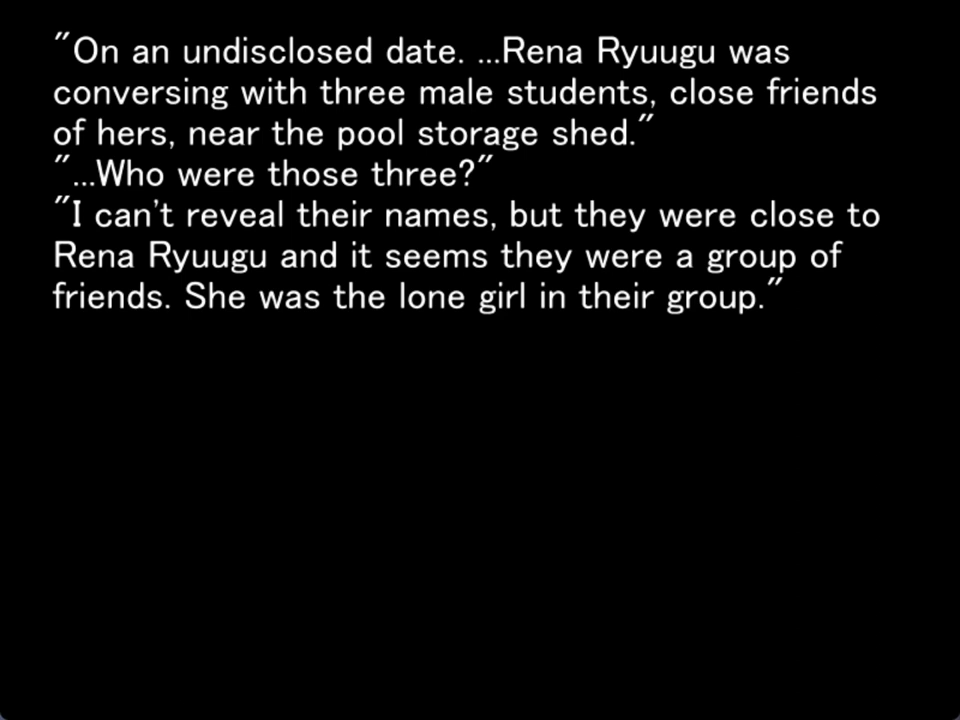 "On an undisclosed date. ...Rena Ryuugu was
conversing with three male students, close friends
of hers, near the pool storage shed."
"...Who were those three?"
"I can't reveal their names, but they were close to
Rena Ryuugu and it seems they were a group of
friends. She was the lone girl in their group."